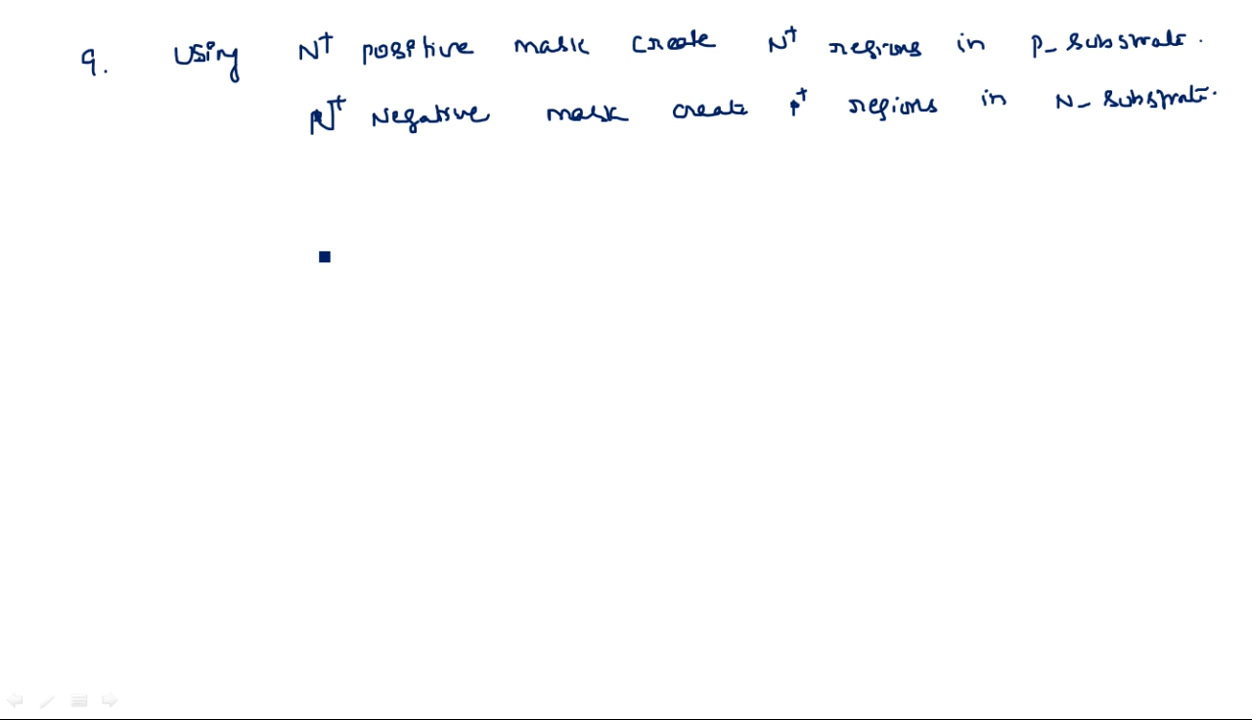 9. Using N+ positive mask create N+ regions in P-substrate.
N+ Negative mask create P+ regions in N-substrate.